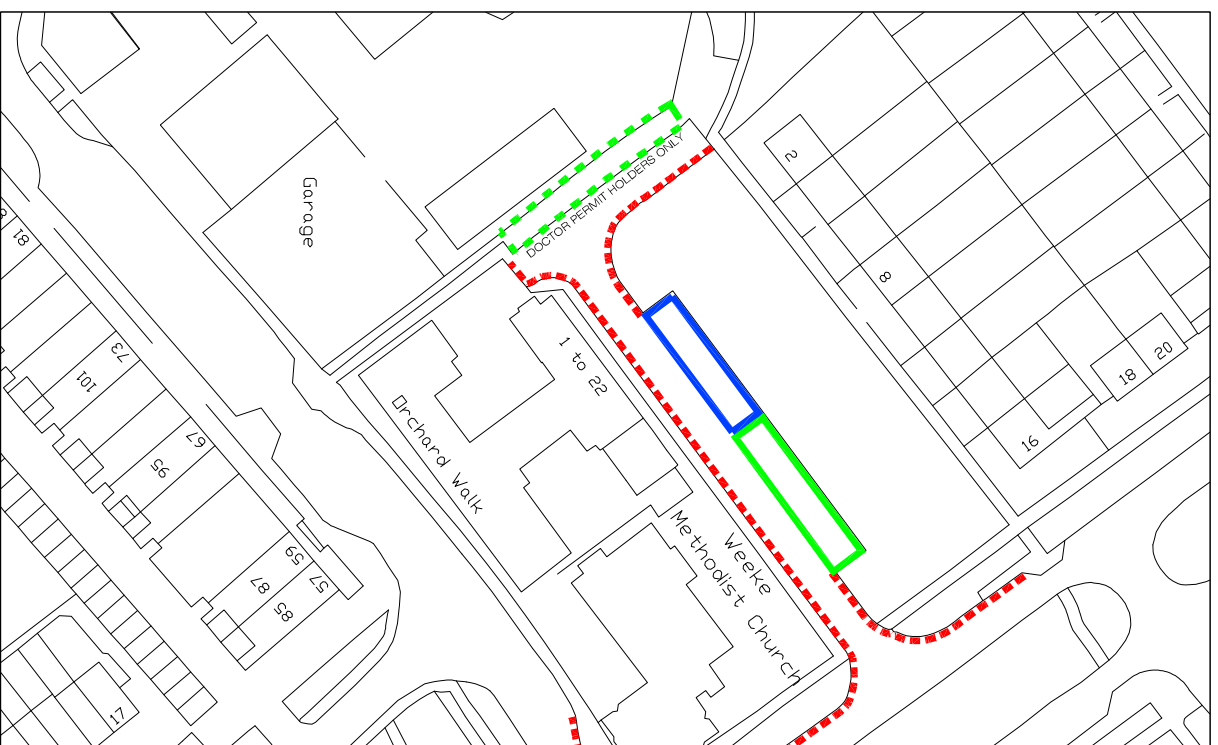 2
DOCTOR PERMIT HOLDERS ONLY
Garage
81
8
73
101
1 to 22
20
18
16
Orchard Walk
67
95
Weeke
Methodist Church
59
57
87
85
17